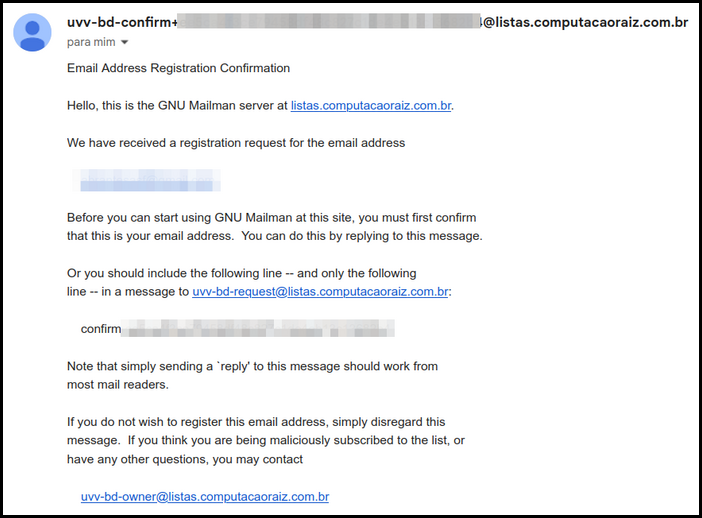 uvv-bd-confirm+ @listas.computacaoraiz.com.br
para mim
Email Address Registration Confirmation
Hello, this is the GNU Mailman server at listas.computacaoraiz.com.br.
We have received a registration request for the email address
Before you can start using GNU Mailman at this site, you must first confirm
that this is your email address.  You can do this by replying to this message.
Or you should include the following line -- and only the following
line -- in a message to uvv-bd-request@listas.computacaoraiz.com.br:
confirm
Note that simply sending a `reply' to this message should work from
most mail readers.
If you do not wish to register this email address, simply disregard this
message.  If you think you are being maliciously subscribed to the list, or
have any other questions, you may contact
uvv-bd-owner@listas.computacaoraiz.com.br